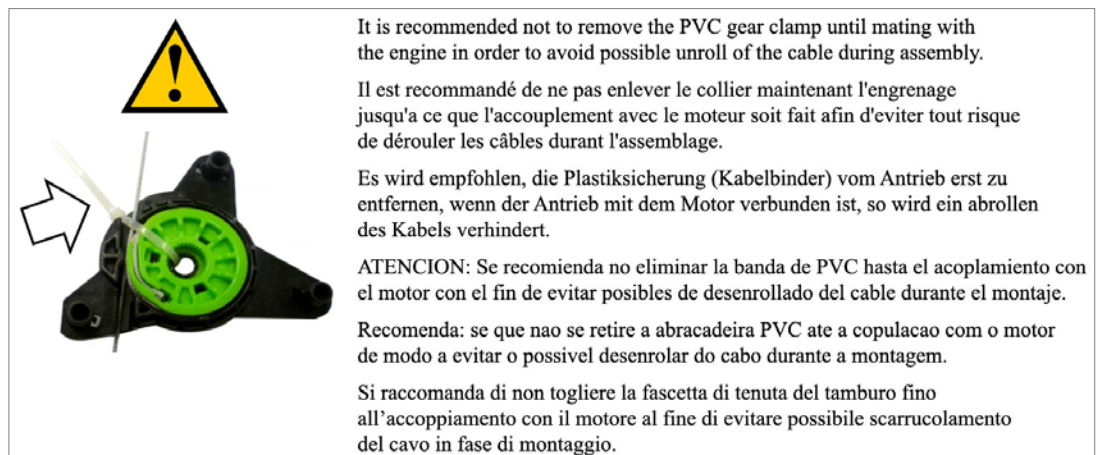 It is recommended not to remove the PVC gear clamp until mating with
the engine in order to avoid possible unroll of the cable during assembly.
Il est recommandé de ne pas enlever le collier maintenant l'engrenage
jusqu'a ce que l'accouplement avec le moteur soit fait afin d'eviter tout risque
de dérouler les câbles durant l'assemblage.
Es wird empfohlen, die Plastiksicherung (Kabelbinder) vom Antrieb erst zu
entfernen, wenn der Antrieb mit dem Motor verbunden ist, so wird ein abrollen
des Kabels verhindert.
ATENCION: Se recomienda no eliminar la banda de PVC hasta el acoplamiento con
el motor con el fin de evitar posibles de desenrollado del cable durante el montaje.
Recomenda: se que nao se retire a abracadeira PVC ate a copulacao com o motor
de modo a evitar o possivel desenrolar do cabo durante a montagem.
Si raccomanda di non togliere la fascetta di tenuta del tamburo fino
all’accoppiamento con il motore al fine di evitare possibile scarrucolamento
del cavo in fase di montaggio.